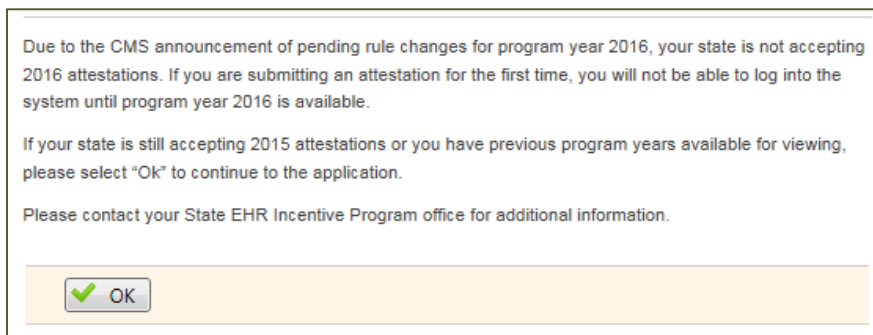 Due to the CMS announcement of pending rule changes for program year 2016, your state is not accepting
2016 attestations. If you are submitting an attestation for the first time, you will not be able to log into the
system until program year 2016 is available.
If your state is still accepting 2015 attestations or you have previous program years available for viewing,
please select “Ok” to continue to the application.
Please contact your State EHR Incentive Program office for additional information.
OK